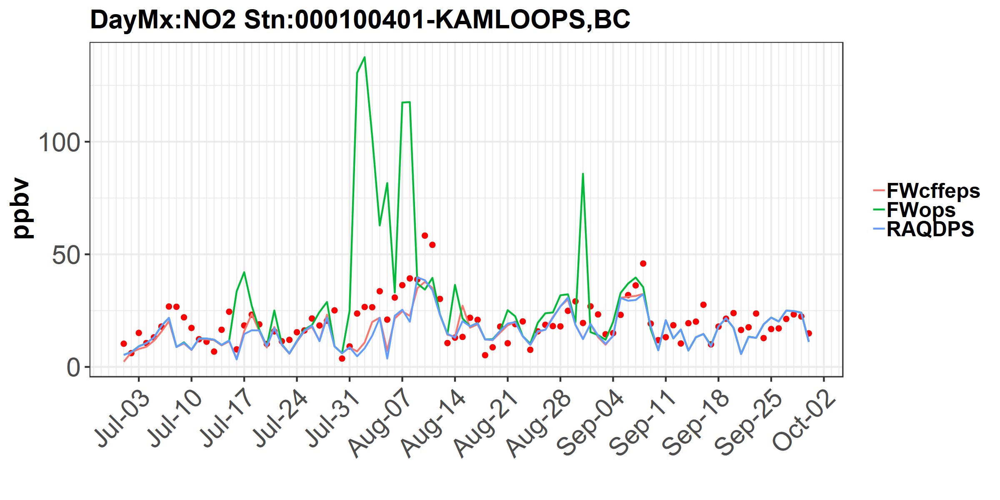 DayMx:NO2 Stn:000100401-KAMLOOPS,BC
ppbv
100
50
0
Jul-03
Jul-10
Jul-17
Jul-24
Jul-31
Aug-07
Aug-14
Aug-21
Aug-28
Sep-04
Sep-11
Sep-18
Sep-25
Oct-02
FWcffeps
FWops
RAQDPS